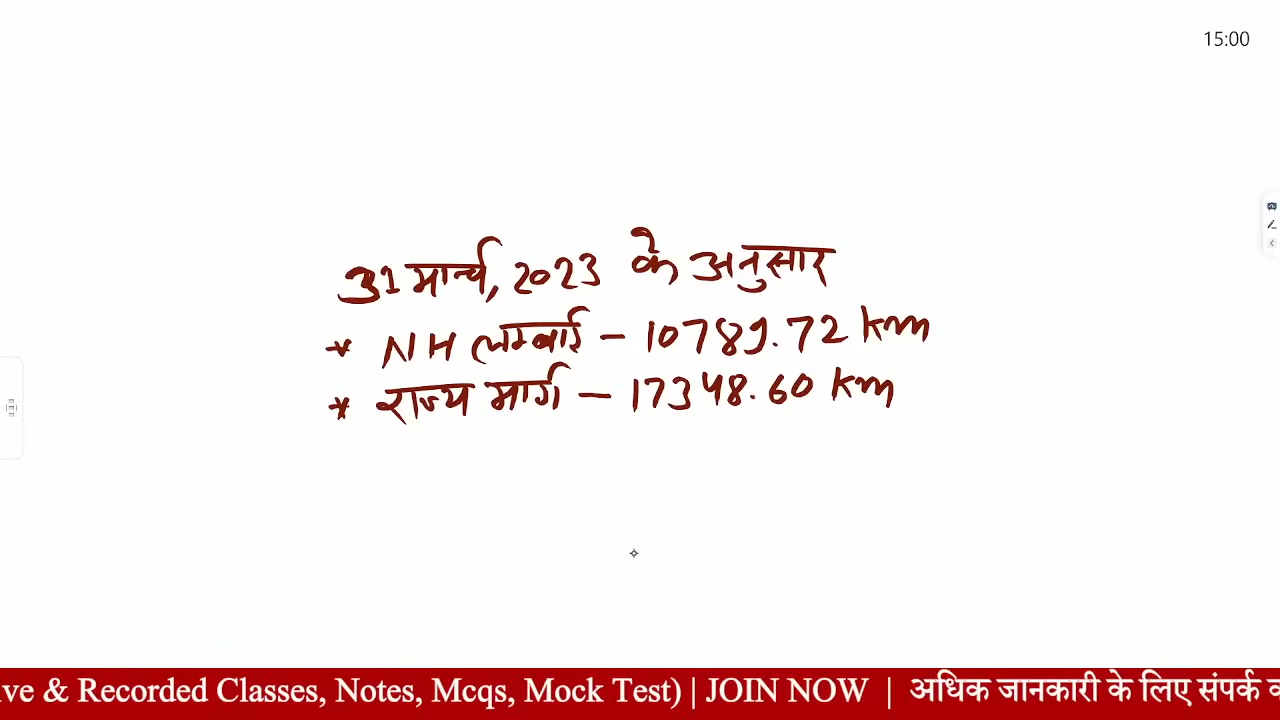 15:00
31 मार्च, 2023 के अनुसार
* NH लम्बाई - 10789.72 km
* राज्य मार्ग - 17348.60 km
ive & Recorded Classes, Notes, Mcqs, Mock Test) | JOIN NOW | अधिक जानकारी के लिए संपर्क क